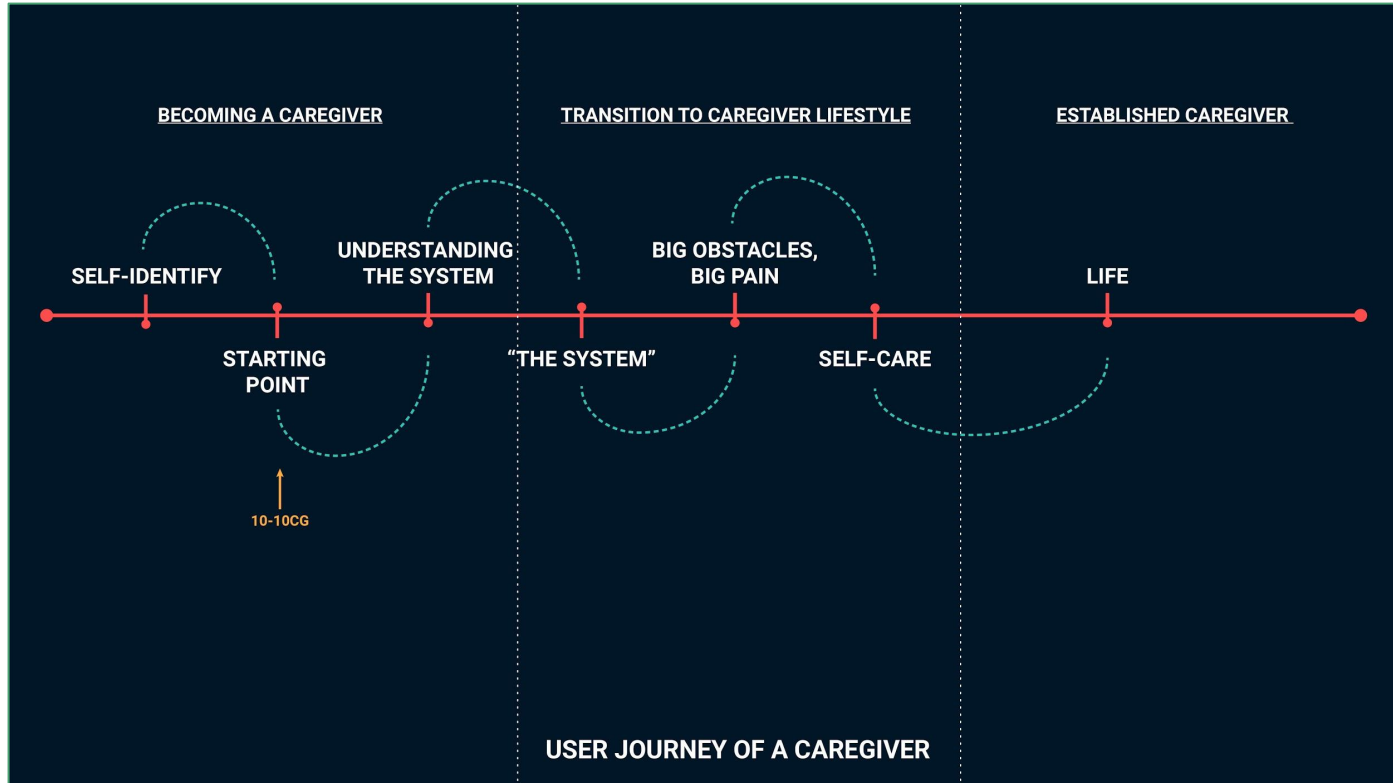 BECOMING A CAREGIVER
TRANSITION TO CAREGIVER LIFESTYLE
ESTABLISHED CAREGIVER
SELF-IDENTIFY
STARTING
POINT
UNDERSTANDING
THE SYSTEM
“THE SYSTEM”
BIG OBSTACLES,
BIG PAIN
SELF-CARE
LIFE
10-10CG
USER JOURNEY OF A CAREGIVER